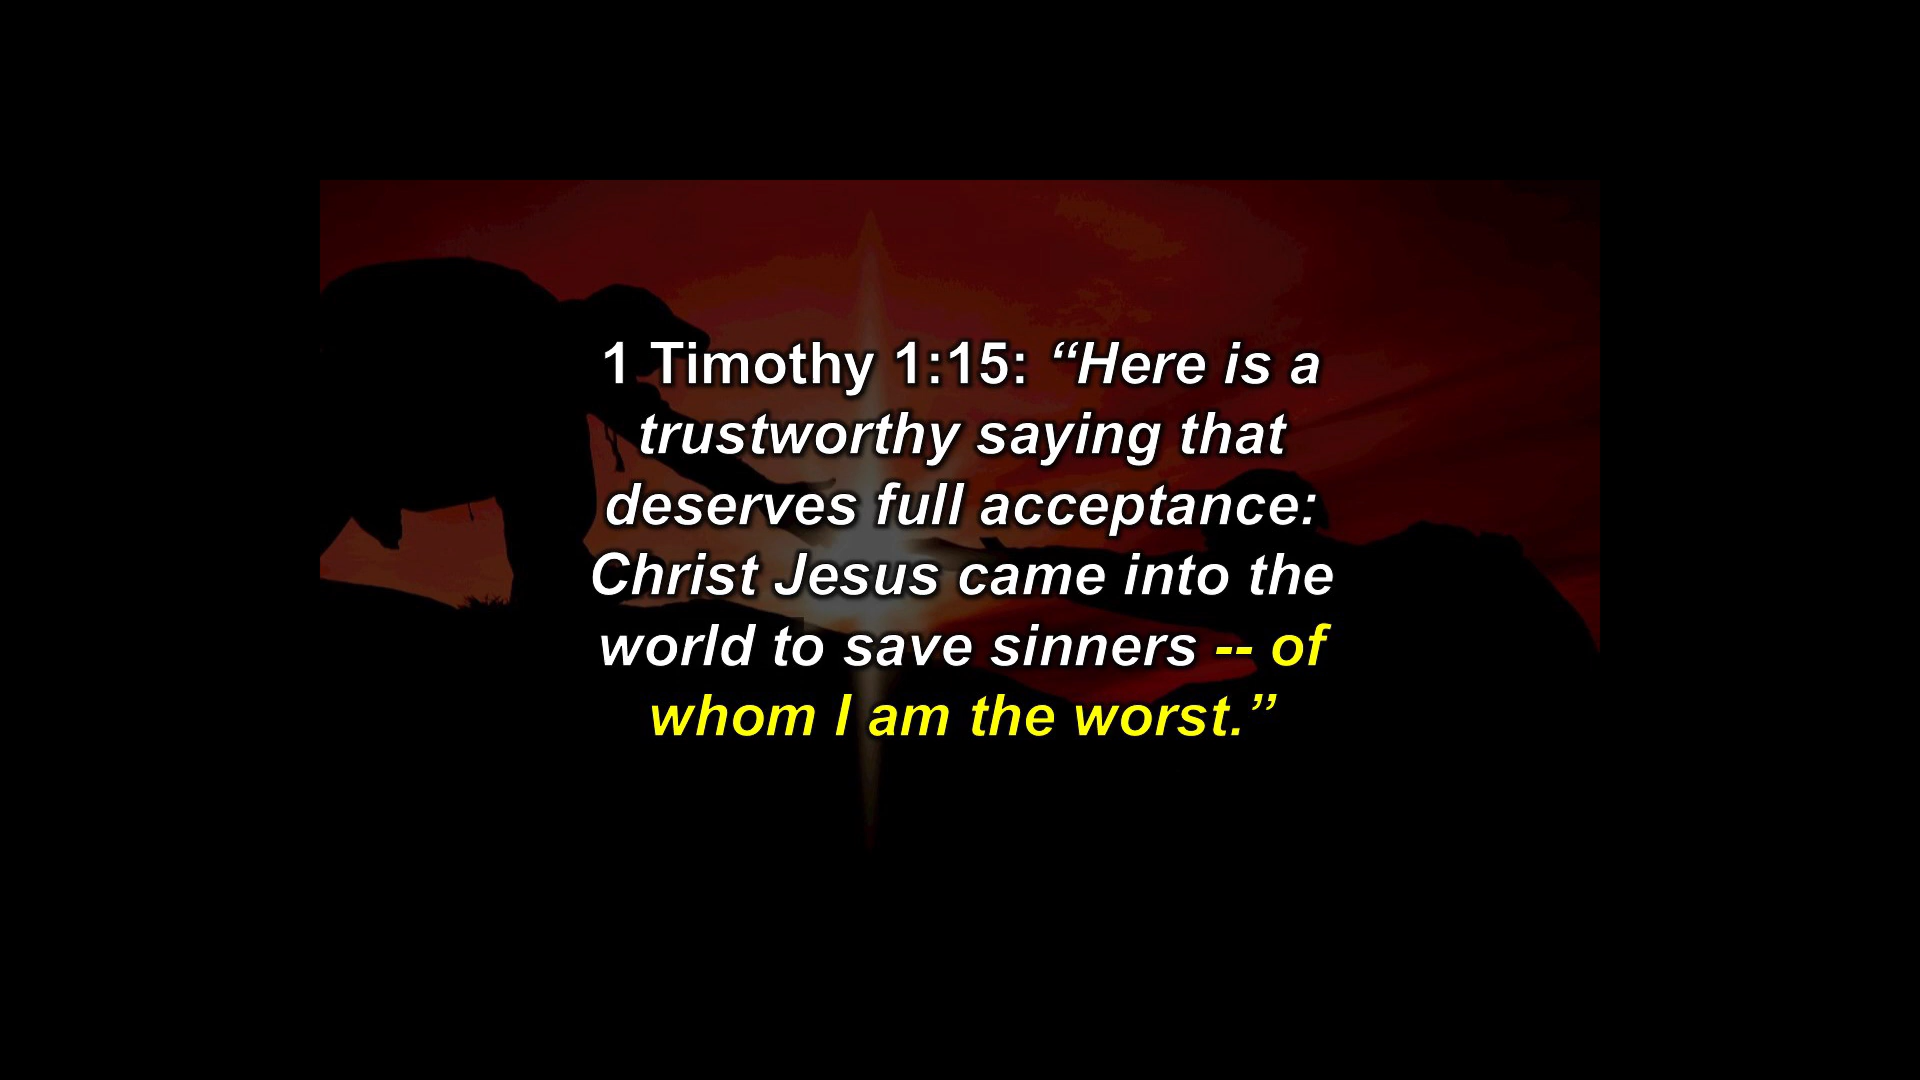 1 Timothy 1:15: “Here is a
trustworthy saying that
deserves full acceptance:
Christ Jesus came into the
world to save sinners -- of
whom I am the worst.”